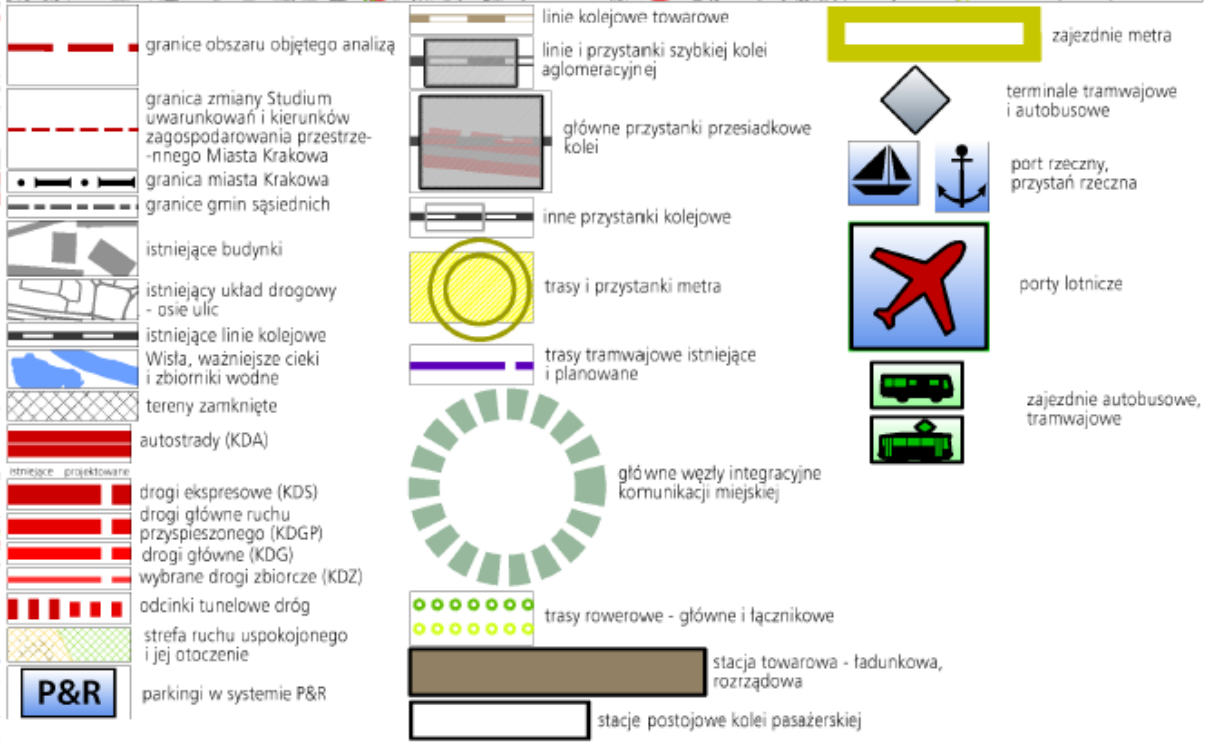 granice obszaru objętego analizą
granica zmiany Studium
uwarunkowań i kierunków
zagospodarowania przestrze-
-nnego Miasta Krakowa
granica miasta Krakowa
granice gmin sąsiednich
istniejące budynki
istniejący układ drogowy
- osie ulic
istniejące linie kolejowe
Wisła, ważniejsze cieki
i zbiorniki wodne
tereny zamknięte
autostrady (KDA)
istniejące projektowane
drogi ekspresowe (KDS)
drogi główne ruchu
przyspieszonego (KDGP)
drogi główne (KDG)
wybrane drogi zbiorcze (KDZ)
odcinki tunelowe dróg
strefa ruchu uspokojonego
i jej otoczenie
P&R
parkingi w systemie P&R
linie kolejowe towarowe
linie i przystanki szybkiej kolei
aglomeracyjnej
główne przystanki przesiadkowe
kolei
inne przystanki kolejowe
trasy i przystanki metra
trasy tramwajowe istniejące
i planowane
główne węzły integracyjne
komunikacji miejskiej
trasy rowerowe - główne i łącznikowe
stacja towarowa - ładunkowa,
rozrządowa
stacje postojowe kolei pasażerskiej
zajezdnie metra
terminale tramwajowe
i autobusowe
port rzeczny,
przystań rzeczna
porty lotnicze
zajezdnie autobusowe,
tramwajowe